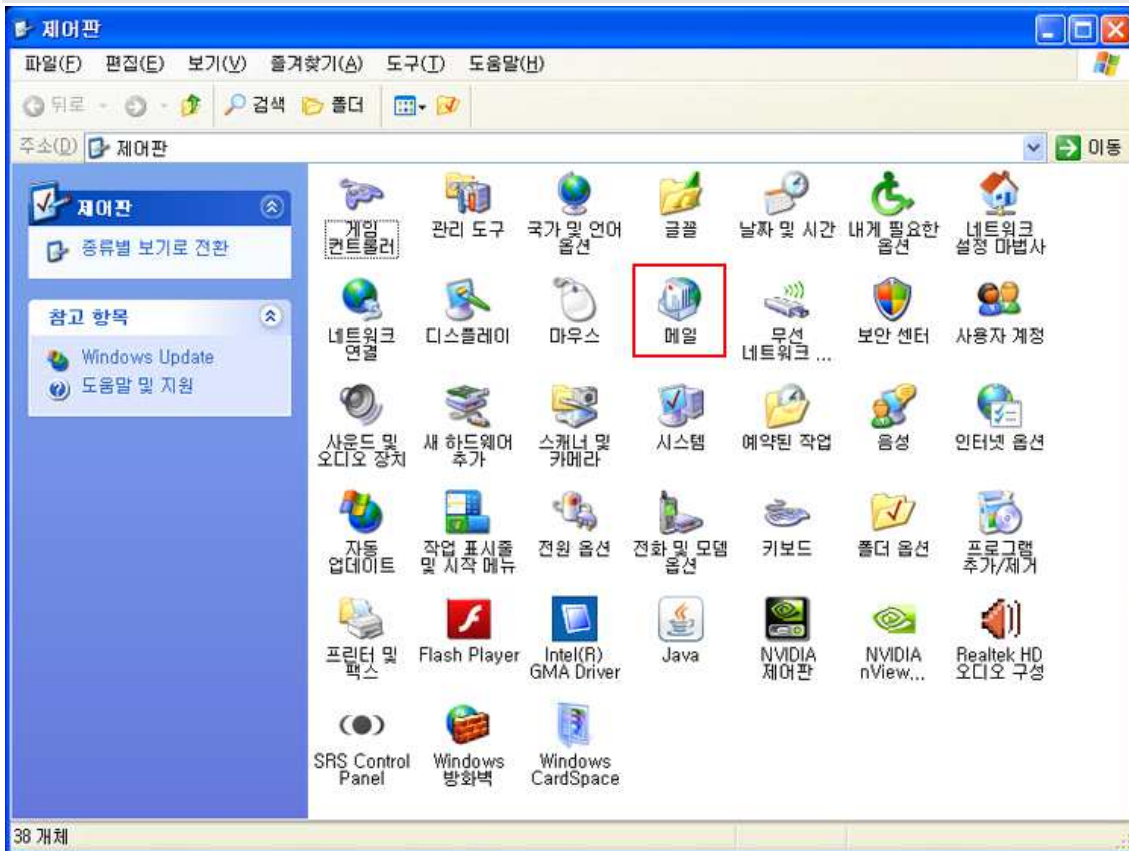 제어판
파일(F) 편집(E) 보기(V) 즐겨찾기(A) 도구(T) 도움말(H)
뒤로 검색 폴더
주소(D) 제어판 이동
제어판
종류별 보기로 전환
참고 항목
Windows Update
도움말 및 지원
게임
컨트롤러
관리 도구
국가 및 언어
옵션
글꼴
날짜 및 시간
내게 필요한
옵션
네트워크
설정 마법사
네트워크
연결
디스플레이
마우스
메일
무선
네트워크 ...
보안 센터
사용자 계정
사운드 및
오디오 장치
새 하드웨어
추가
스캐너 및
카메라
시스템
예약된 작업
음성
인터넷 옵션
자동
업데이트
작업 표시줄
및 시작 메뉴
전원 옵션
전화 및 모뎀
옵션
키보드
폴더 옵션
프로그램
추가/제거
프린터 및
팩스
Flash Player
Intel(R)
GMA Driver
Java
NVIDIA
제어판
NVIDIA
nView...
Realtek HD
오디오 구성
SRS Control
Panel
Windows
방화벽
Windows
CardSpace
38 개체